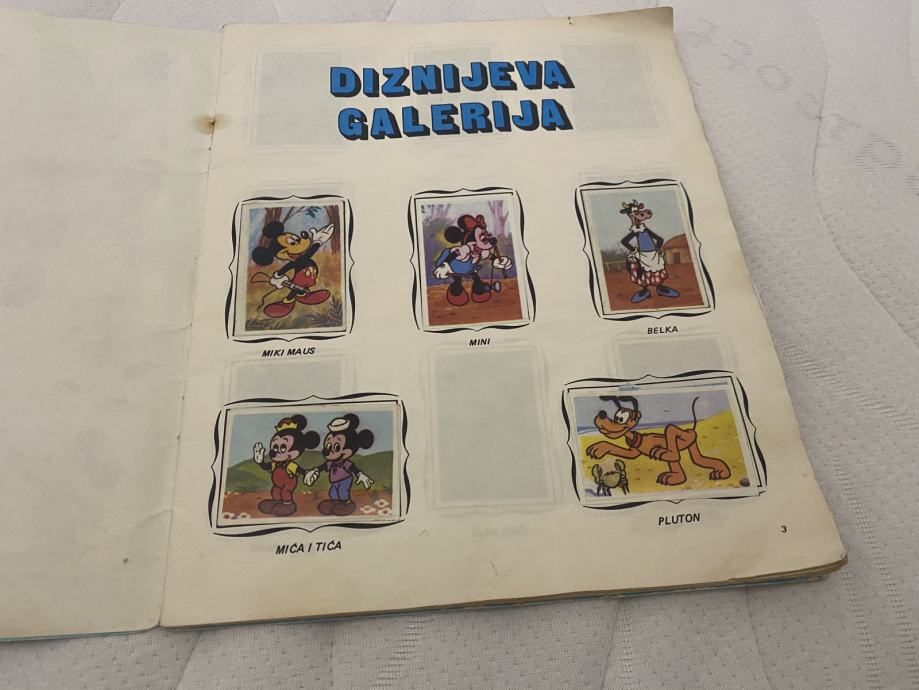 DIZNIJEVA
GALERIJA
MIKI MAUS
MINI
BELKA
MIĆA I TIĆA
PLUTON
3